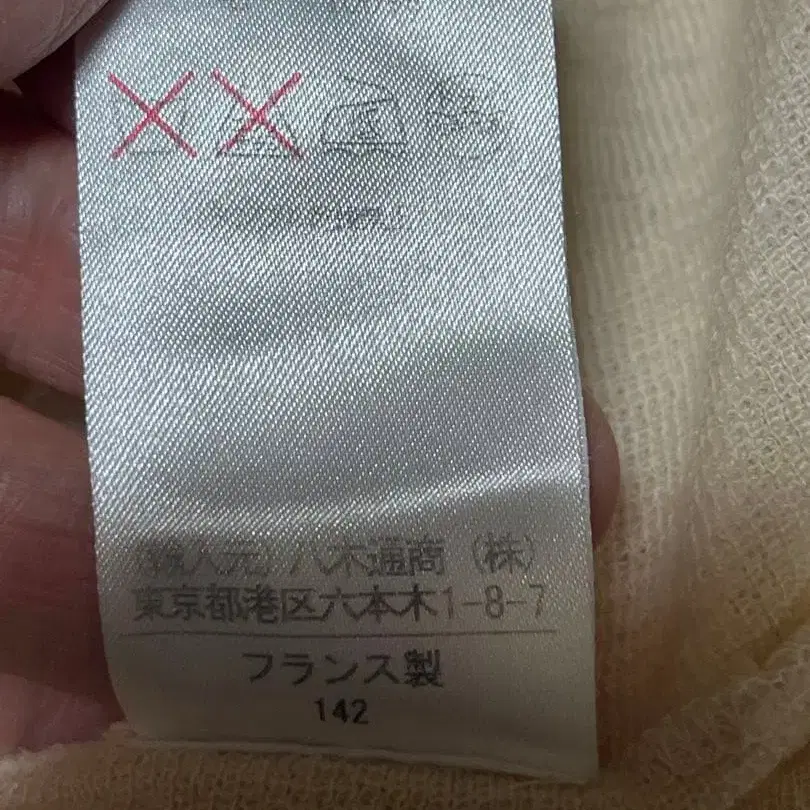 (輸入元) 八木通商 (株)
東京都港区六本木1-8-7
フランス製
142